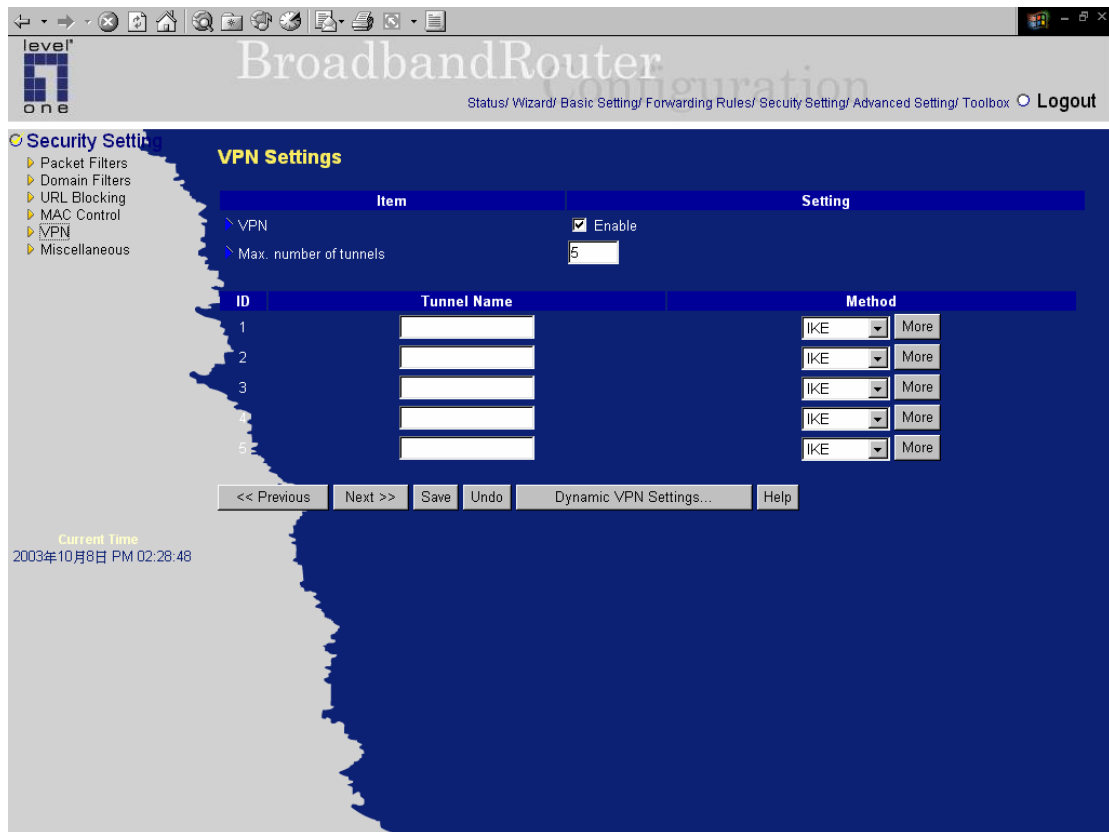 level
one
BroadbandRouter
Configuration
Status/ Wizard/ Basic Setting/ Forwarding Rules/ Secuity Setting/ Advanced Setting/ Toolbox Logout
Security Setting
Packet Filters
Domain Filters
URL Blocking
MAC Control
VPN
Miscellaneous
Current Time
2003年10月8日 PM 02:28:48
VPN Settings
Item Setting
VPN Enable
Max. number of tunnels 5
ID Tunnel Name Method
1 IKE More
2 IKE More
3 IKE More
4 IKE More
5 IKE More
<< Previous Next >> Save Undo Dynamic VPN Settings... Help